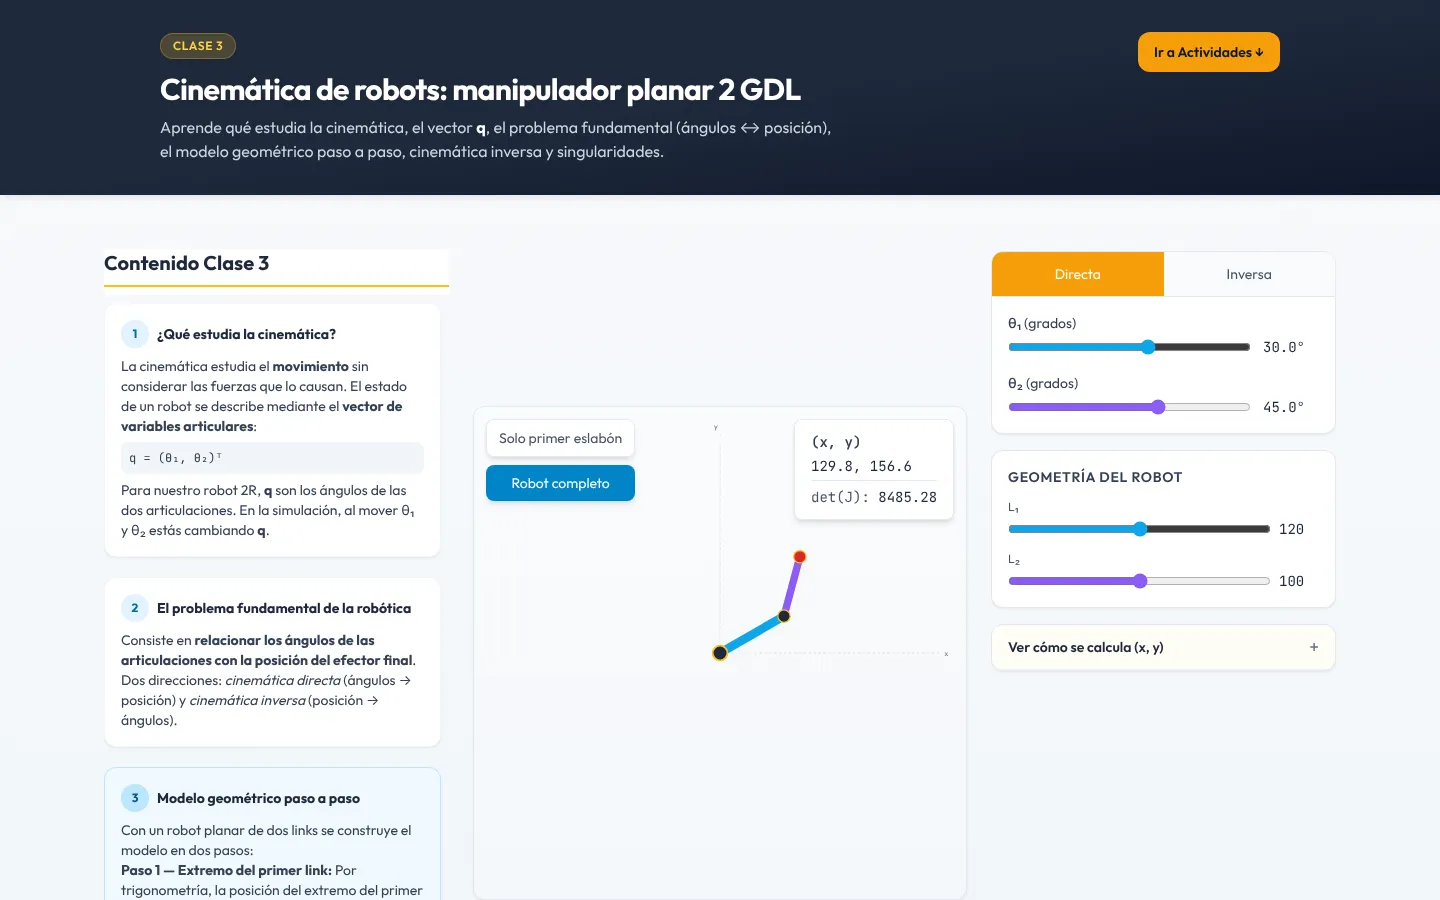 CLASE 3
Ir a Actividades ↓
Cinemática de robots: manipulador planar 2 GDL
Aprende qué estudia la cinemática, el vector q, el problema fundamental (ángulos ↔ posición),
el modelo geométrico paso a paso, cinemática inversa y singularidades.
Contenido Clase 3
1 ¿Qué estudia la cinemática?
La cinemática estudia el movimiento sin
considerar las fuerzas que lo causan. El estado
de un robot se describe mediante el vector de
variables articulares:
q = (θ₁, θ₂)ᵀ
Para nuestro robot 2R, q son los ángulos de las
dos articulaciones. En la simulación, al mover θ₁
y θ₂ estás cambiando q.
2 El problema fundamental de la robótica
Consiste en relacionar los ángulos de las
articulaciones con la posición del efector final.
Dos direcciones: cinemática directa (ángulos →
posición) y cinemática inversa (posición →
ángulos).
3 Modelo geométrico paso a paso
Con un robot planar de dos links se construye el
modelo en dos pasos:
Paso 1 — Extremo del primer link: Por
trigonometría, la posición del extremo del primer
Solo primer eslabón
Robot completo
y
(x, y)
129.8, 156.6
det(J): 8485.28
x
Directa
Inversa
θ₁ (grados)
30.0°
θ₂ (grados)
45.0°
GEOMETRÍA DEL ROBOT
L₁
120
L₂
100
Ver cómo se calcula (x, y) +